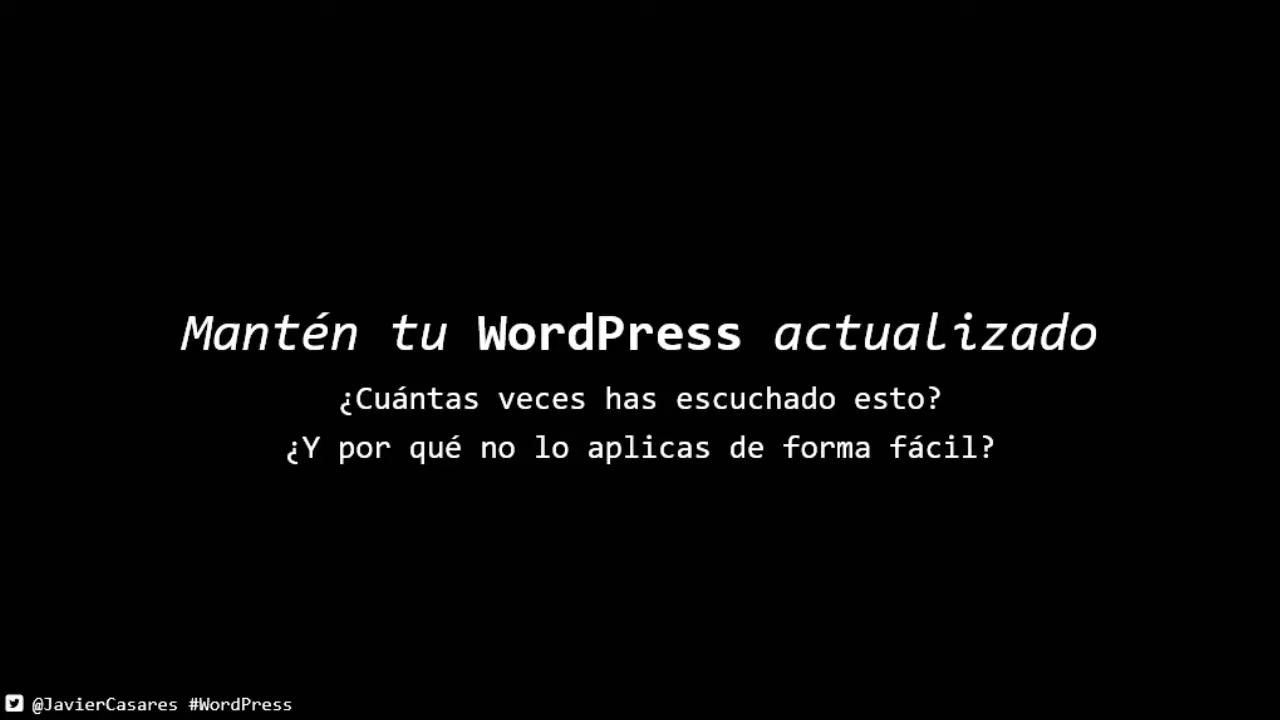 Mantén tu WordPress actualizado
¿Cuántas veces has escuchado esto?
¿Y por qué no lo aplicas de forma fácil?
@JavierCasares #WordPress